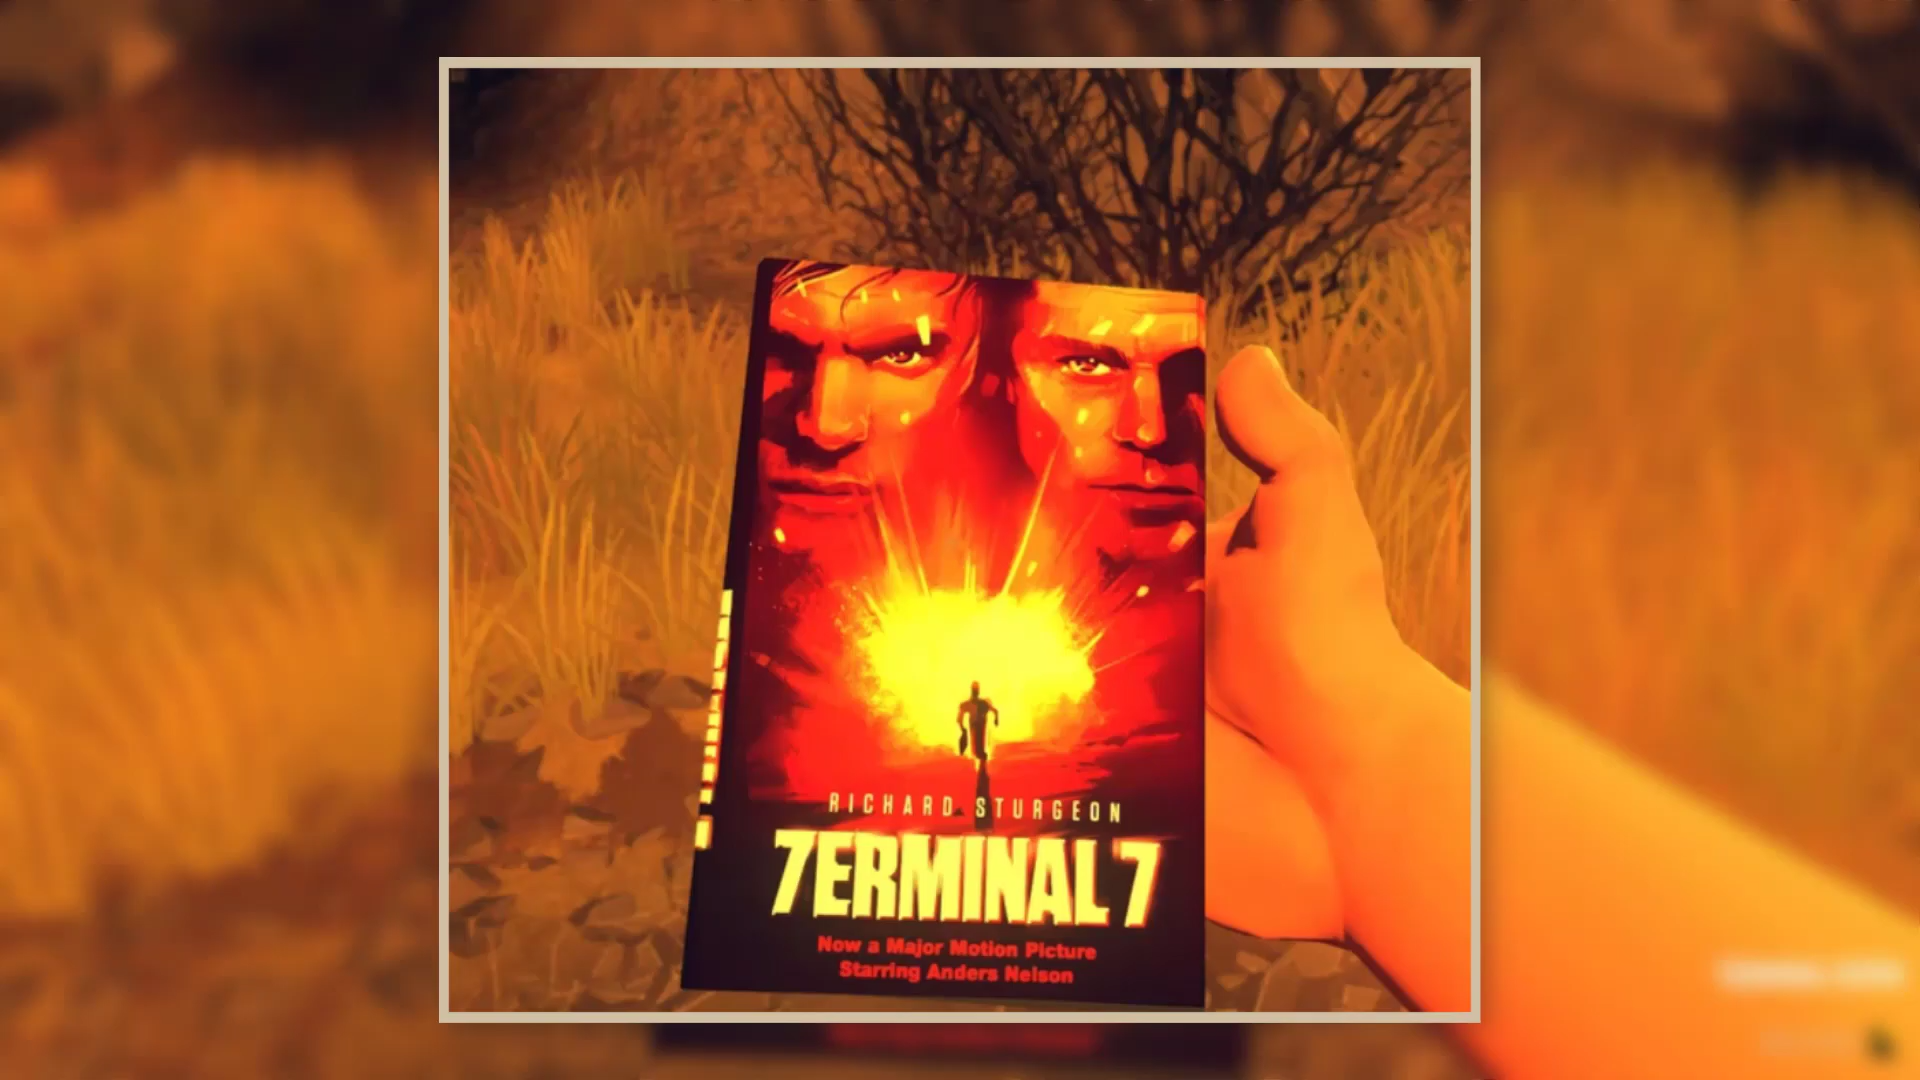 RICHARD STURGEON
7ERMINAL 7
Now a Major Motion Picture
Starring Anders Nelson